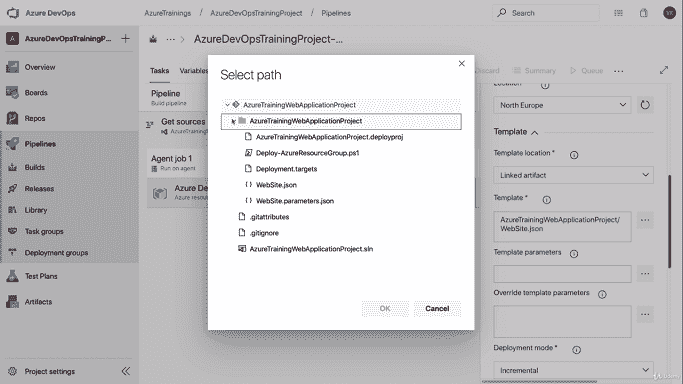 Azure DevOps
AzureTrainings / AzureDevOpsTrainingProject / Pipelines
Search
VK
A AzureDevOpsTrainingP...
Overview
Boards
Repos
Pipelines
Builds
Releases
Library
Task groups
Deployment groups
Test Plans
Artifacts
Project settings
... > AzureDevOpsTrainingProject-...
Tasks Variables
Discard Summary Queue ...
Pipeline
Build pipeline
Get sources
AzureTraining
Agent job 1
Run on agent
Azure De
Azure resour
Select path
AzureTrainingWebApplicationProject
AzureTrainingWebApplicationProject
AzureTrainingWebApplicationProject.deployproj
Deploy-AzureResourceGroup.ps1
Deployment.targets
WebSite.json
WebSite.parameters.json
.gitattributes
.gitignore
AzureTrainingWebApplicationProject.sln
OK Cancel
Location
North Europe
Template
Template location *
Linked artifact
Template *
AzureTrainingWebApplicationProject/
WebSite.json
Template parameters
Override template parameters
Deployment mode *
Incremental